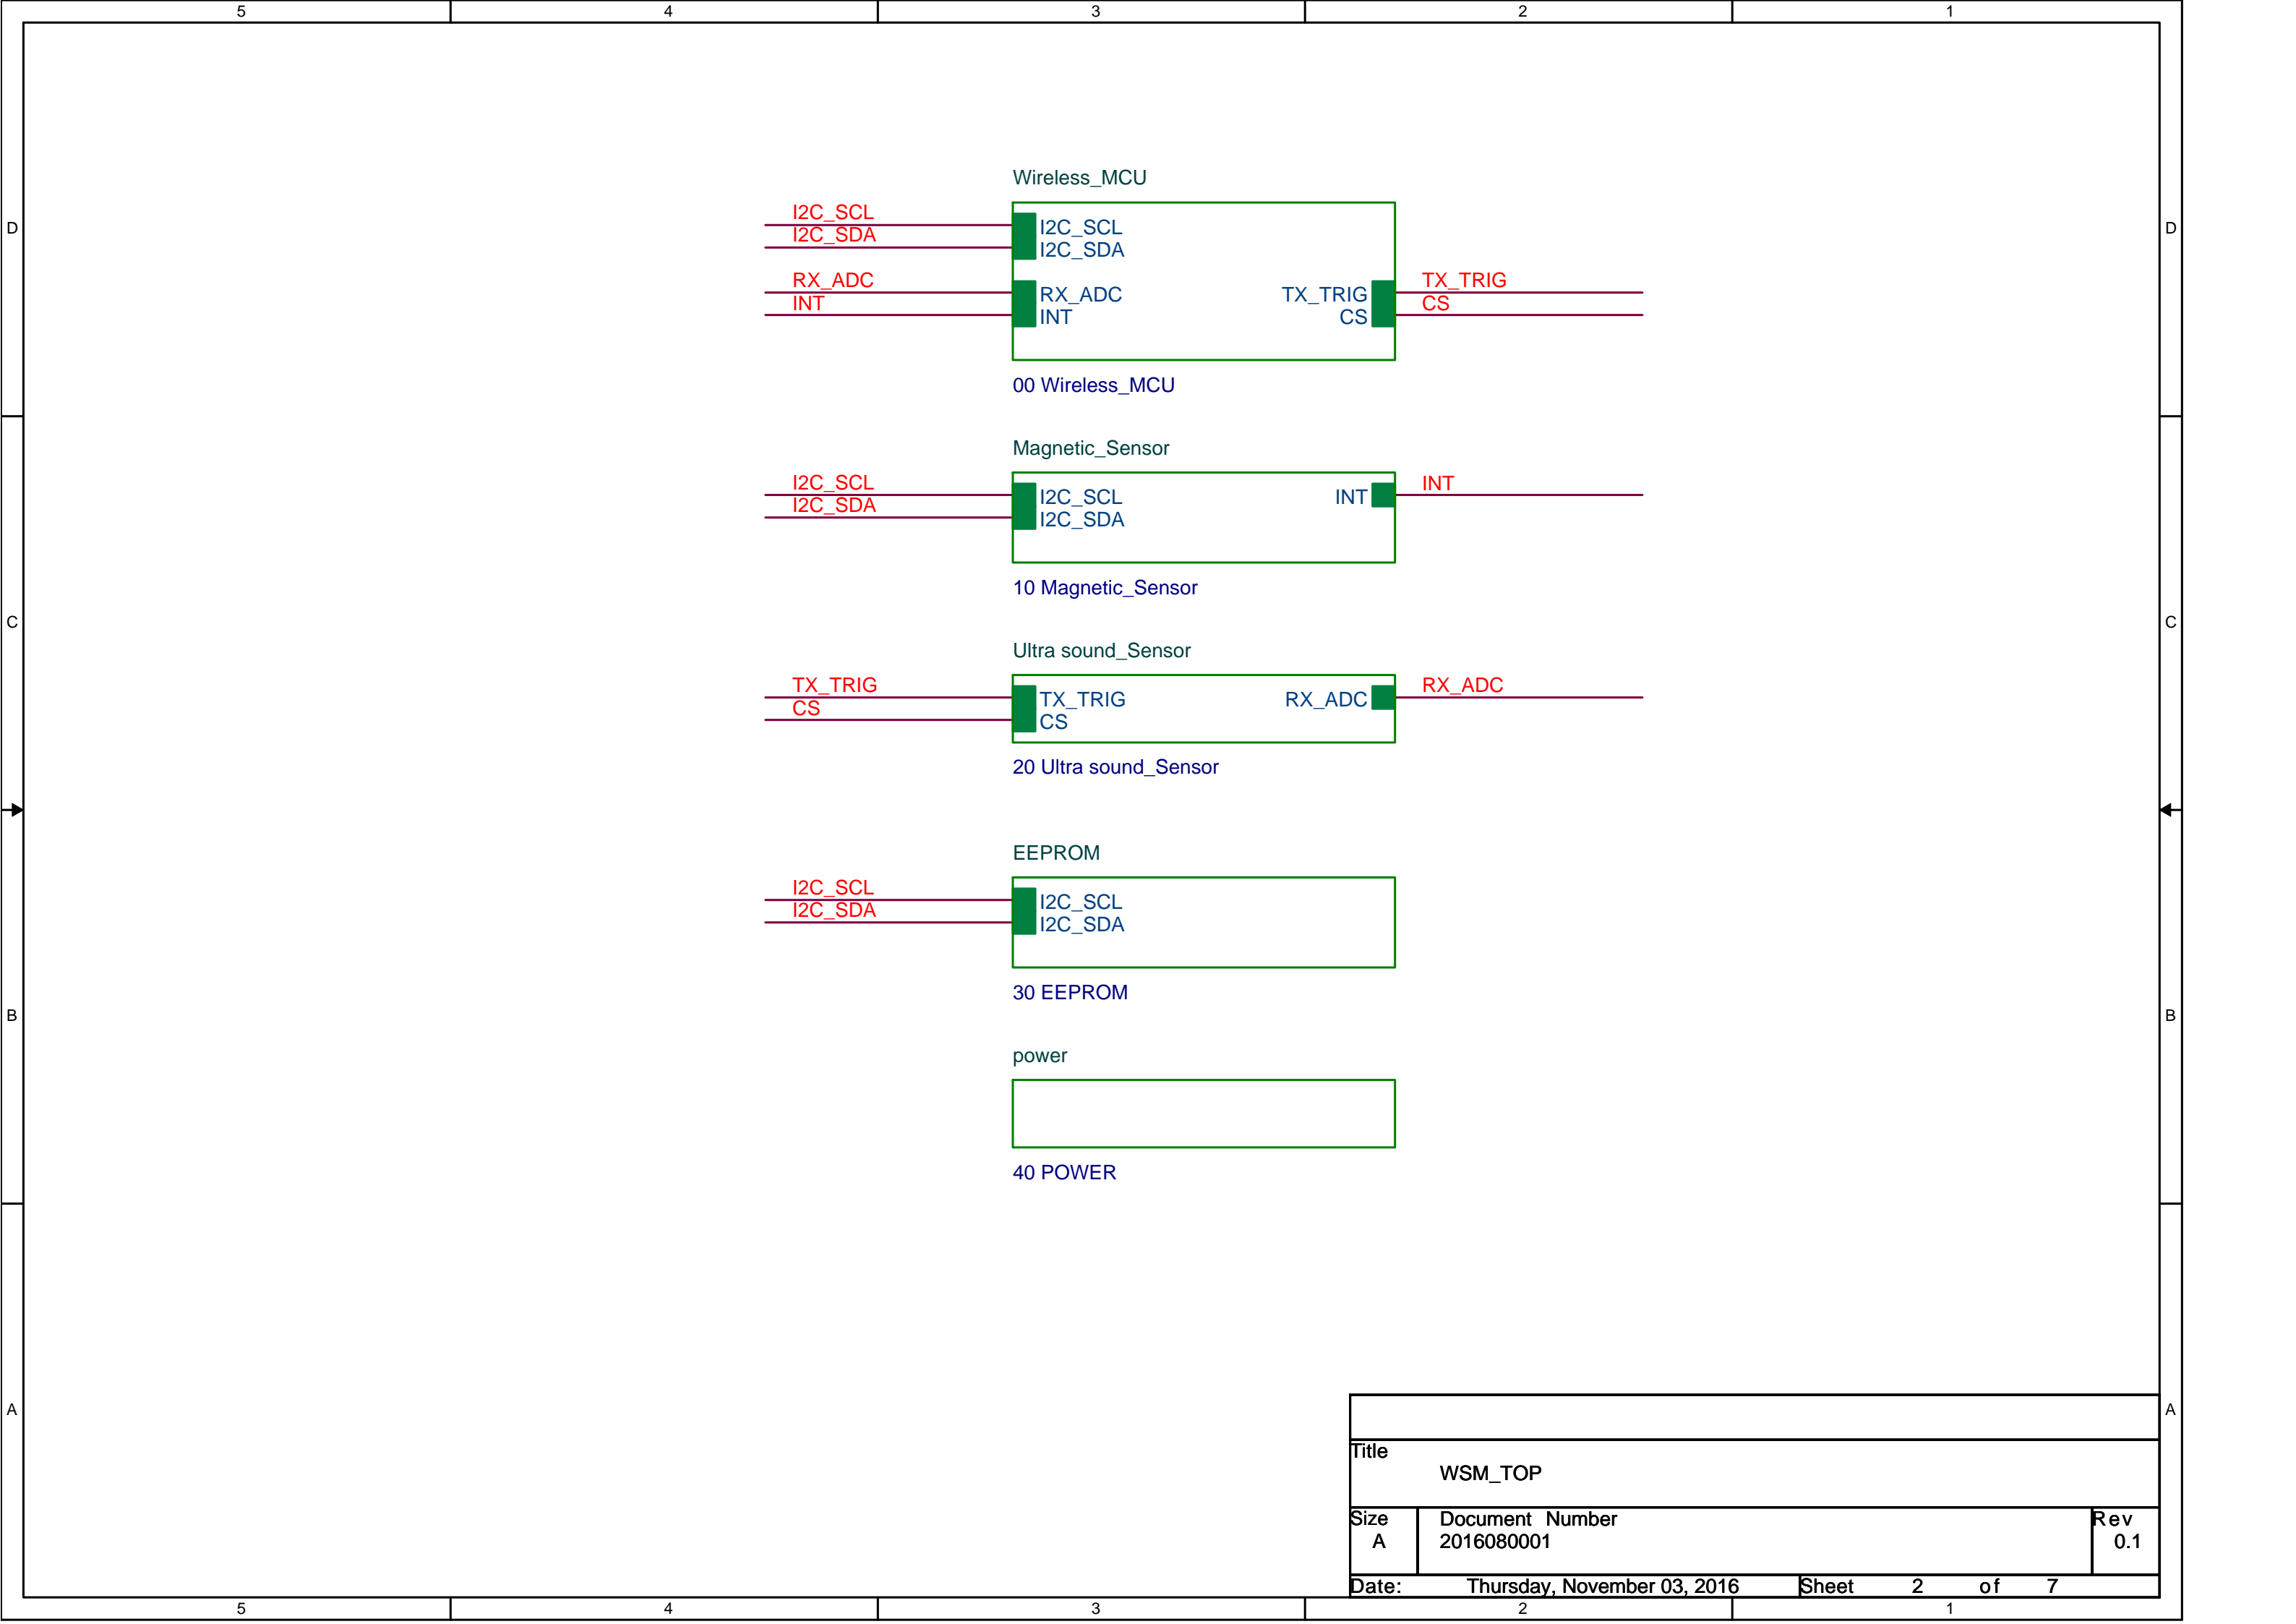 5 4 3 2 1
Wireless_MCU
I2C_SCL
I2C_SDA
RX_ADC
INT
I2C_SCL
I2C_SDA
RX_ADC
INT
TX_TRIG
CS
TX_TRIG
CS
D D
00 Wireless_MCU
Magnetic_Sensor
I2C_SCL
I2C_SDA
I2C_SCL
I2C_SDA
INT
INT
10 Magnetic_Sensor
C C
Ultra sound_Sensor
TX_TRIG
CS
TX_TRIG
CS
RX_ADC
RX_ADC
20 Ultra sound_Sensor
EEPROM
I2C_SCL
I2C_SDA
I2C_SCL
I2C_SDA
30 EEPROM
B B
power
40 POWER
A A
Title
WSM_TOP
Size Document Number Rev
A 2016080001 0.1
Date: Thursday, November 03, 2016 Sheet 2 of 7
5 4 3 2 1